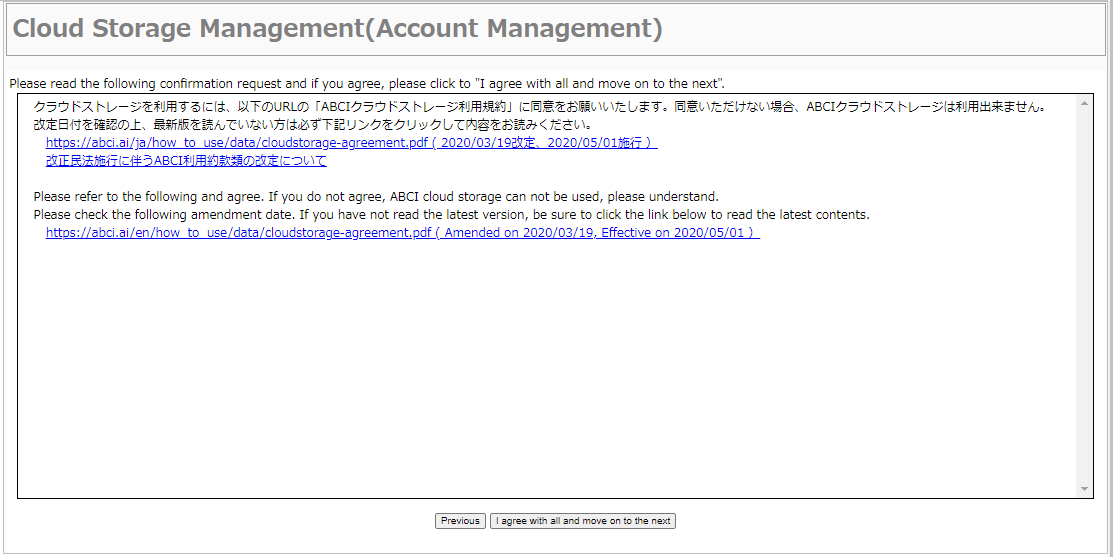 Cloud Storage Management(Account Management)
Please read the following confirmation request and if you agree, please click to "I agree with all and move on to the next".
クラウドストレージを利用するには、以下のURLの「ABCIクラウドストレージ利用規約」に同意をお願いいたします。同意いただけない場合、ABCIクラウドストレージは利用出来ません。
改定日付を確認の上、最新版を読んでいない方は必ず下記リンクをクリックして内容をお読みください。
https://abci.ai/ja/how_to_use/data/cloudstorage-agreement.pdf ( 2020/03/19改定、2020/05/01施行 )
改正民法施行に伴うABCI利用約款類の改定について
Please refer to the following and agree. If you do not agree, ABCI cloud storage can not be used, please understand.
Please check the following amendment date. If you have not read the latest version, be sure to click the link below to read the latest contents.
https://abci.ai/en/how_to_use/data/cloudstorage-agreement.pdf ( Amended on 2020/03/19, Effective on 2020/05/01 )
Previous
I agree with all and move on to the next